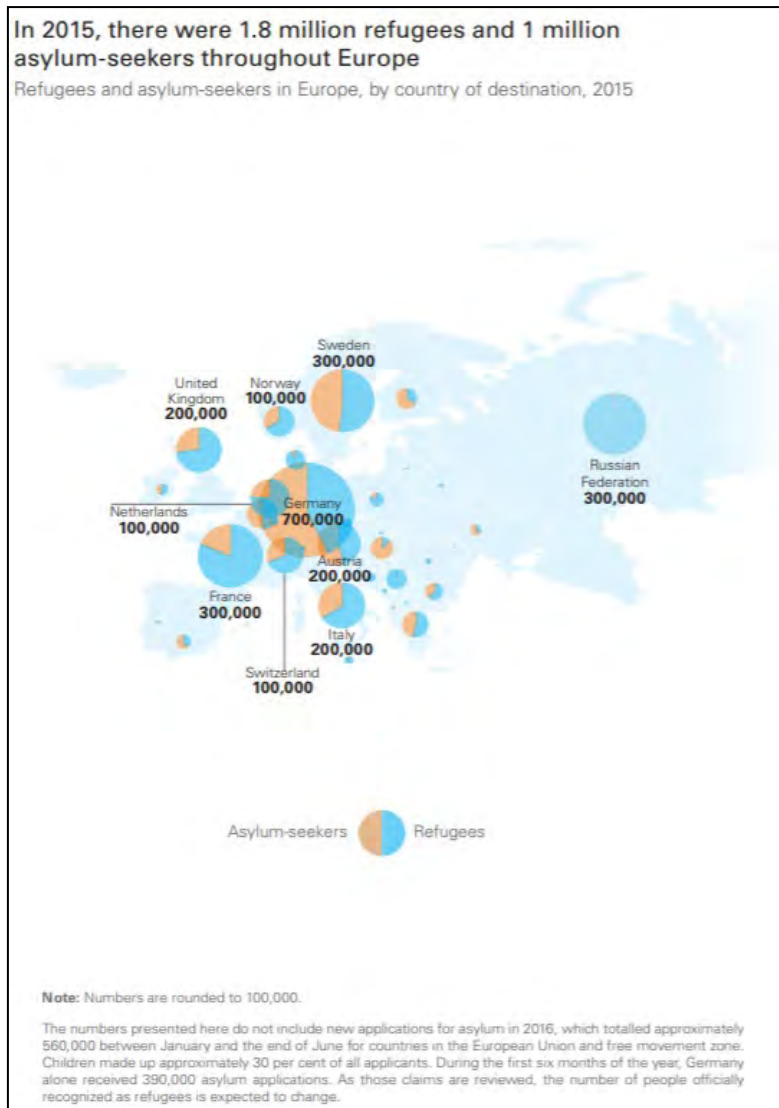 In 2015, there were 1.8 million refugees and 1 million
asylum-seekers throughout Europe
Refugees and asylum-seekers in Europe, by country of destination, 2015
Sweden
300,000
United
Kingdom
200,000
Norway
100,000
Russian
Federation
300,000
Netherlands
100,000
Germany
700,000
Austria
200,000
France
300,000
Italy
200,000
Switzerland
100,000
Asylum-seekers
Refugees
Note: Numbers are rounded to 100,000.
The numbers presented here do not include new applications for asylum in 2016, which totalled approximately
560,000 between January and the end of June for countries in the European Union and free movement zone.
Children made up approximately 30 per cent of all applicants. During the first six months of the year, Germany
alone received 390,000 asylum applications. As those claims are reviewed, the number of people officially
recognized as refugees is expected to change.